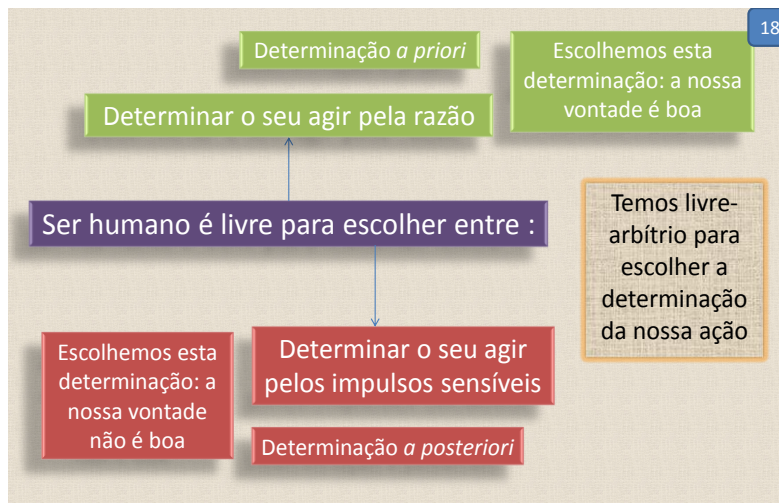 18
Determinação a priori
Escolhemos esta
determinação: a nossa
vontade é boa
Determinar o seu agir pela razão
Ser humano é livre para escolher entre :
Temos livre-
arbítrio para
escolher a
determinação
da nossa ação
Escolhemos esta
determinação: a
nossa vontade
não é boa
Determinar o seu agir
pelos impulsos sensíveis
Determinação a posteriori